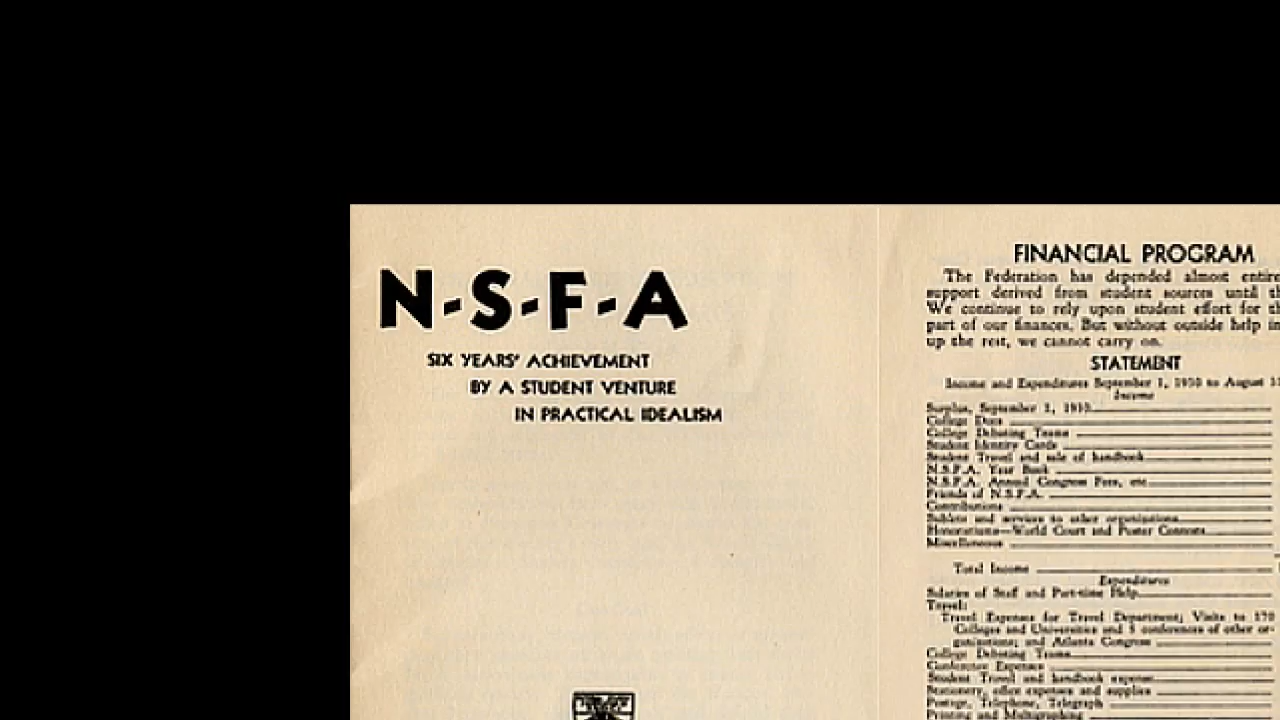 N-S-F-A
SIX YEARS' ACHIEVEMENT
BY A STUDENT VENTURE
IN PRACTICAL IDEALISM
FINANCIAL PROGRAM
The Federation has depended almost entire
support derived from student sources until th
We continue to rely upon student effort for th
part of our finances. But without outside help in
up the rest, we cannot carry on.
STATEMENT
Income and Expenditures September 1, 1930 to August 31
Income
Surplus, September 1, 1930
College Dues
College Debating Teams
Student Identity Cards
Student Travel and sale of handbook
N.S.F.A. Year Book
N.S.F.A. Annual Congress Fees, etc
Friends of N.S.F.A.
Contributions
Sublets and services to other organizations
Honorariums—World Court and Poster Contests
Miscellaneous
Total Income
Expenditures
Salaries of Staff and Part-time Help
Travel:
Travel Expenses for Travel Department; Visits to 170
Colleges and Universities and 5 conferences of other or-
ganizations; and Atlanta Congress
College Debating Teams
Conference Expenses
Student Travel and handbook expense
Stationery, office expenses and supplies
Postage, Telephone, Telegraph
Printing and Multigraphing